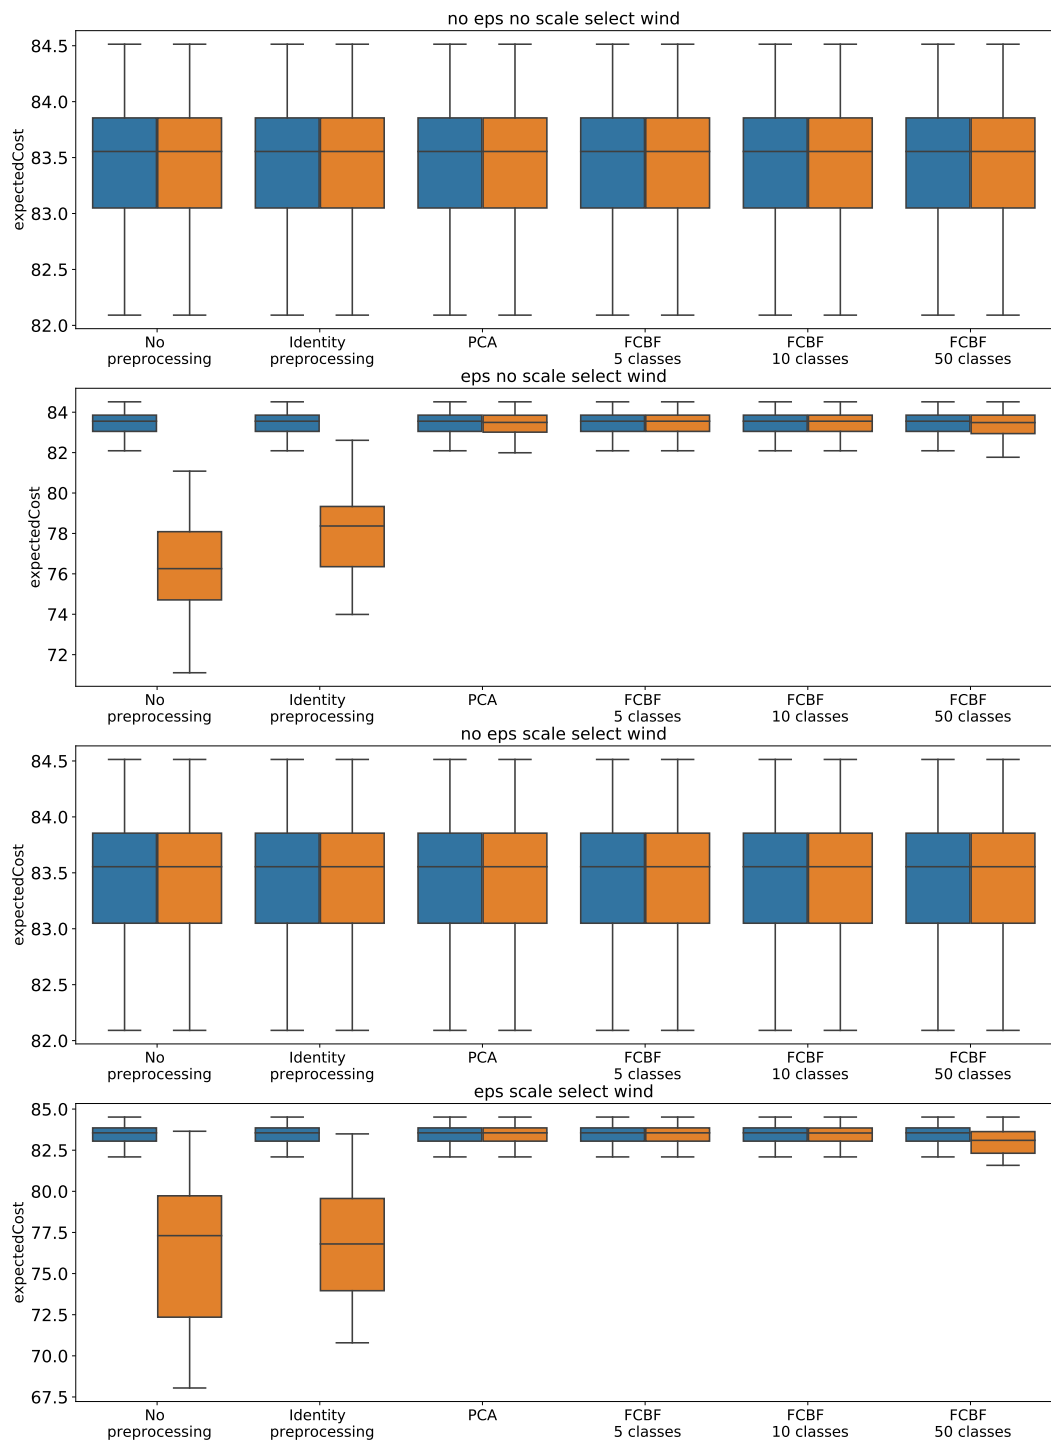 no eps no scale select wind
84.5
84.0
83.5
83.0
82.5
82.0
expectedCost
No preprocessing
Identity preprocessing
PCA
FCBF 5 classes
FCBF 10 classes
FCBF 50 classes
eps no scale select wind
84
82
80
78
76
74
72
expectedCost
No preprocessing
Identity preprocessing
PCA
FCBF 5 classes
FCBF 10 classes
FCBF 50 classes
no eps scale select wind
84.5
84.0
83.5
83.0
82.5
82.0
expectedCost
No preprocessing
Identity preprocessing
PCA
FCBF 5 classes
FCBF 10 classes
FCBF 50 classes
eps scale select wind
85.0
82.5
80.0
77.5
75.0
72.5
70.0
67.5
expectedCost
No preprocessing
Identity preprocessing
PCA
FCBF 5 classes
FCBF 10 classes
FCBF 50 classes